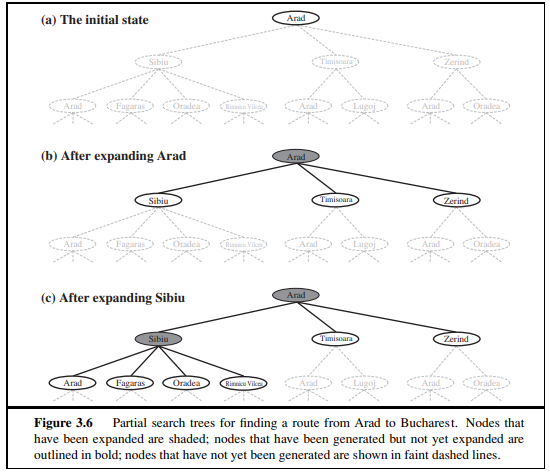 (a) The initial state
Arad
Sibiu
Timisoara
Zerind
Arad
Fagaras
Oradea
Rimnicu Vilcea
Arad
Lugoj
Arad
Oradea
(b) After expanding Arad
Arad
Sibiu
Timisoara
Zerind
Arad
Fagaras
Oradea
Rimnicu Vilcea
Arad
Lugoj
Arad
Oradea
(c) After expanding Sibiu
Arad
Sibiu
Timisoara
Zerind
Arad
Fagaras
Oradea
Rimnicu Vilcea
Arad
Lugoj
Arad
Oradea
Figure 3.6 Partial search trees for finding a route from Arad to Bucharest. Nodes that
have been expanded are shaded; nodes that have been generated but not yet expanded are
outlined in bold; nodes that have not yet been generated are shown in faint dashed lines.